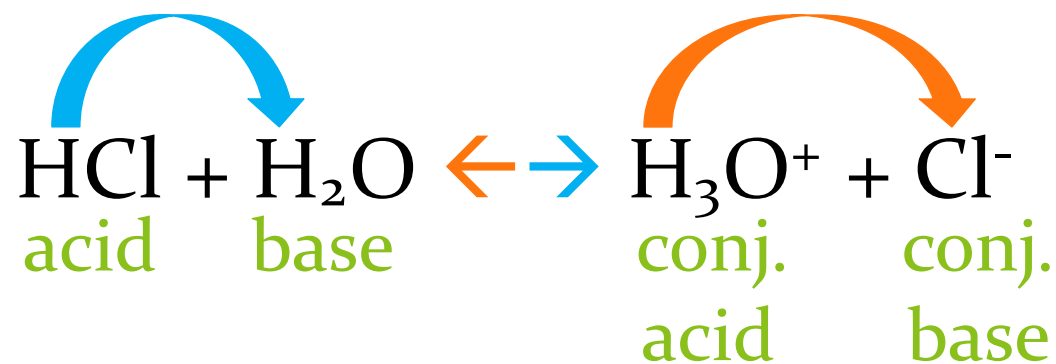 HCl + H₂O ←→ H₃O⁺ + Cl⁻
acid base conj. conj.
acid base